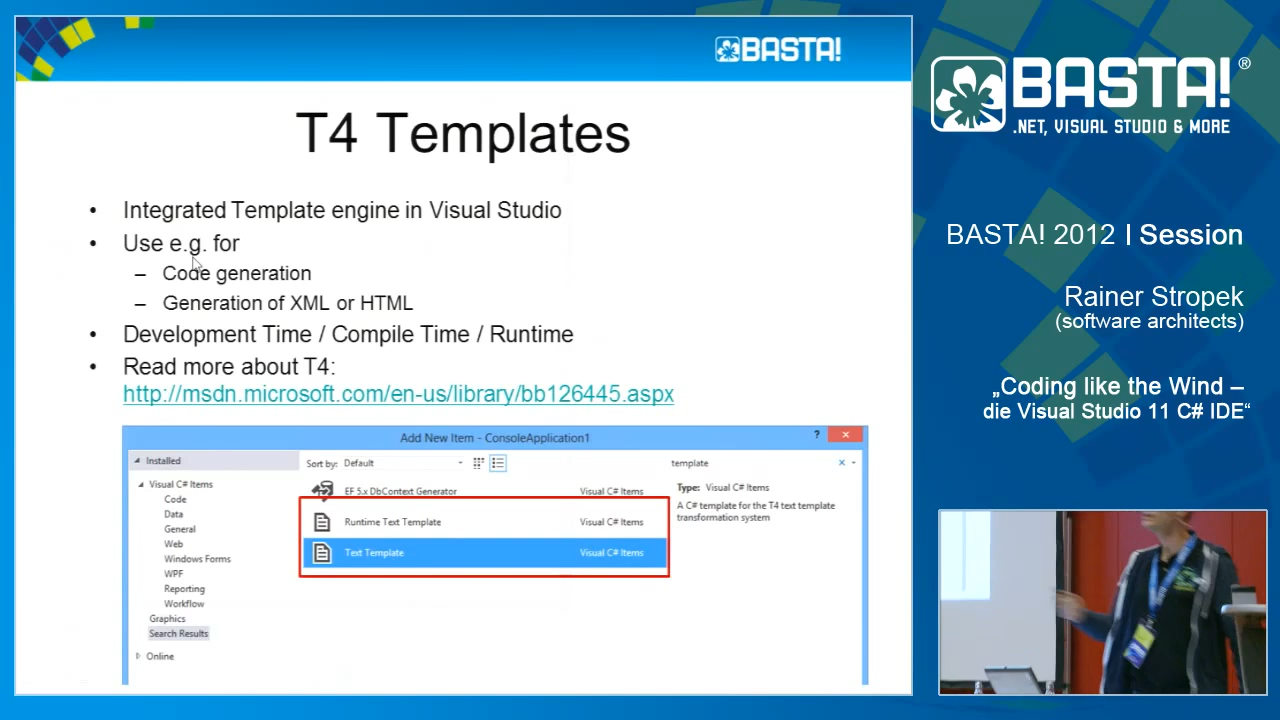 BASTA!
T4 Templates
• Integrated Template engine in Visual Studio
• Use e.g. for
– Code generation
– Generation of XML or HTML
• Development Time / Compile Time / Runtime
• Read more about T4:
http://msdn.microsoft.com/en-us/library/bb126445.aspx
Add New Item - ConsoleApplication1
?
Installed
Sort by: Default
template
Visual C# Items
Code
Data
General
Web
Windows Forms
WPF
Reporting
Workflow
Graphics
Search Results
Online
EF 5.x DbContext Generator Visual C# Items
Runtime Text Template Visual C# Items
Text Template Visual C# Items
Type: Visual C# Items
A C# template for the T4 text template
transformation system
BASTA!®
.NET, VISUAL STUDIO & MORE
BASTA! 2012 I Session
Rainer Stropek
(software architects)
„Coding like the Wind –
die Visual Studio 11 C# IDE“